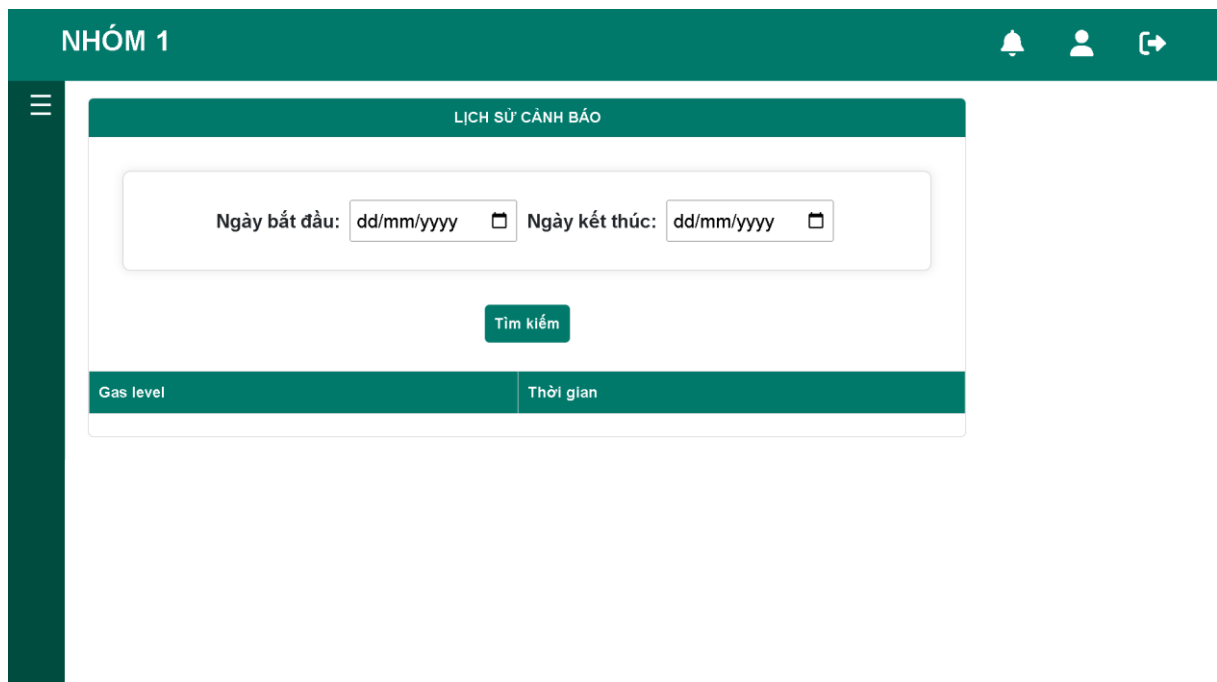 NHÓM 1
LỊCH SỬ CẢNH BÁO
Ngày bắt đầu: dd/mm/yyyy Ngày kết thúc: dd/mm/yyyy
Tìm kiếm
Gas level Thời gian